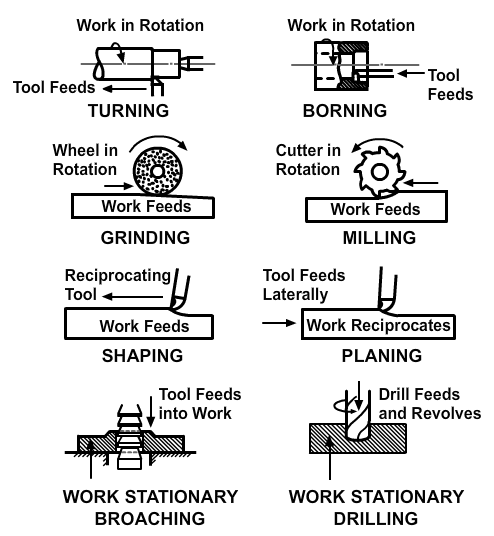 Work in Rotation
Tool Feeds
TURNING
Work in Rotation
Tool
Feeds
BORNING
Wheel in
Rotation
Work Feeds
GRINDING
Cutter in
Rotation
Work Feeds
MILLING
Reciprocating
Tool
Work Feeds
SHAPING
Tool Feeds
Laterally
Work Reciprocates
PLANING
Tool Feeds
into Work
WORK STATIONARY
BROACHING
Drill Feeds
and Revolves
WORK STATIONARY
DRILLING